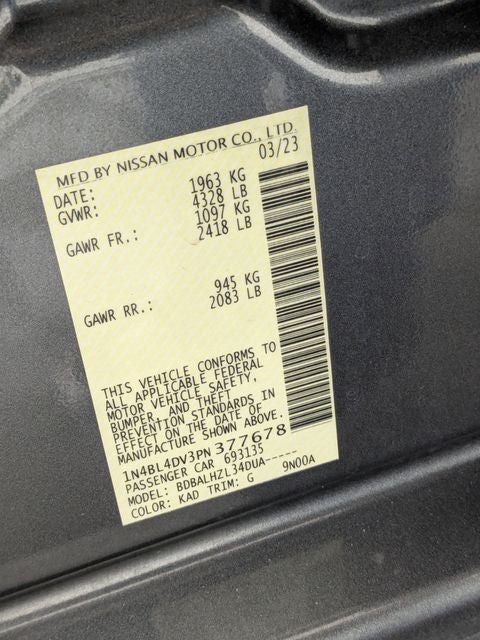 MFD BY NISSAN MOTOR CO., LTD.
DATE: 03/23
GVWR: 1963 KG
4328 LB
GAWR FR.: 1097 KG
2418 LB
GAWR RR.: 945 KG
2083 LB
THIS VEHICLE CONFORMS TO
ALL APPLICABLE FEDERAL
MOTOR VEHICLE SAFETY,
BUMPER, AND THEFT
PREVENTION STANDARDS IN
EFFECT ON THE DATE OF
MANUFACTURE SHOWN ABOVE.
1N4BL4DV3PN377678
PASSENGER CAR 693135
MODEL: BDBALHZL34DUA-----
COLOR: KAD TRIM: G 9N00A